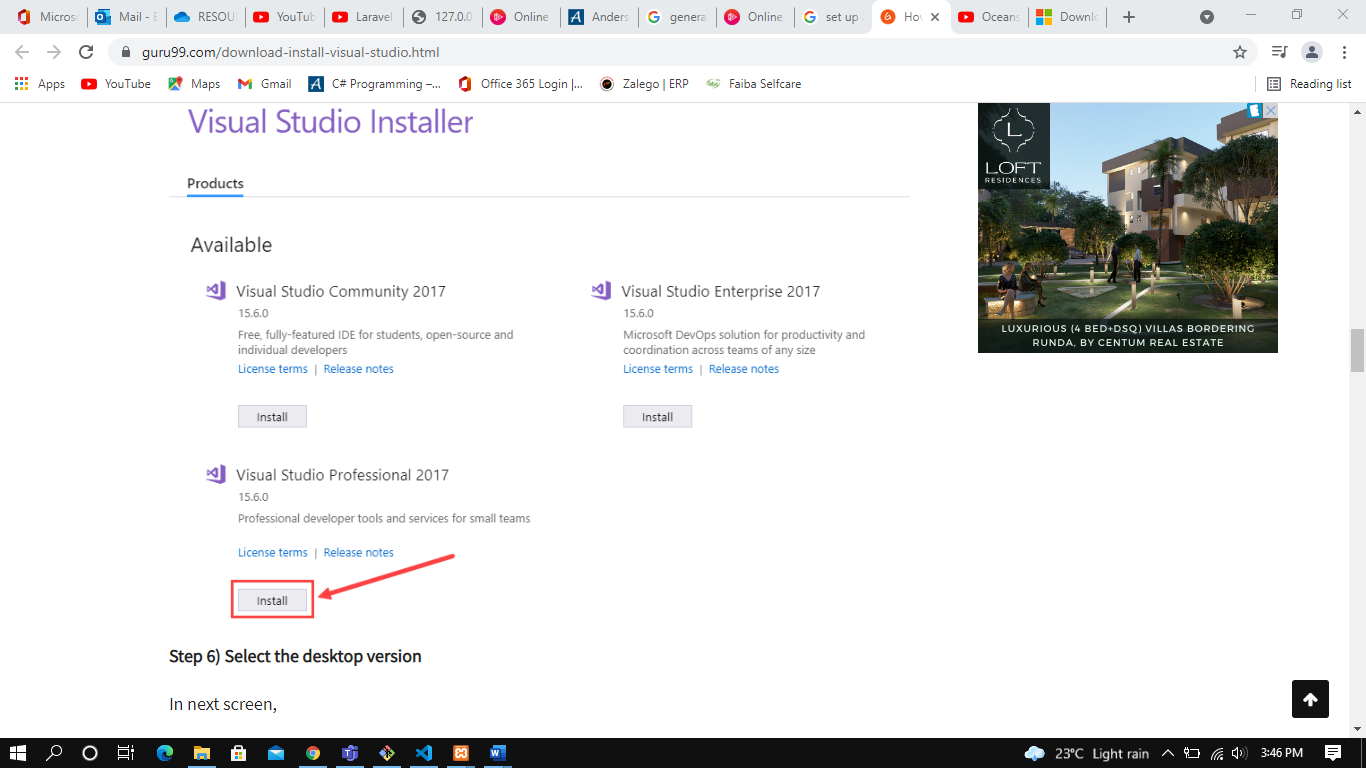 Micros
Mail - E
RESOU
YouTub
Laravel
127.0.0
Online
Anders
genera
Online
set up
How
Oceans
Downlo
guru99.com/download-install-visual-studio.html
Apps
YouTube
Maps
Gmail
C# Programming –...
Office 365 Login |...
Zalego | ERP
Faiba Selfcare
Reading list
Visual Studio Installer
Products
Available
Visual Studio Community 2017
15.6.0
Free, fully-featured IDE for students, open-source and
individual developers
License terms | Release notes
Install
Visual Studio Enterprise 2017
15.6.0
Microsoft DevOps solution for productivity and
coordination across teams of any size
License terms | Release notes
Install
Visual Studio Professional 2017
15.6.0
Professional developer tools and services for small teams
License terms | Release notes
Install
L
LOFT
RESIDENCES
LUXURIOUS (4 BED+DSQ) VILLAS BORDERING
RUNDA, BY CENTUM REAL ESTATE
Step 6) Select the desktop version
In next screen,
23°C Light rain
3:46 PM